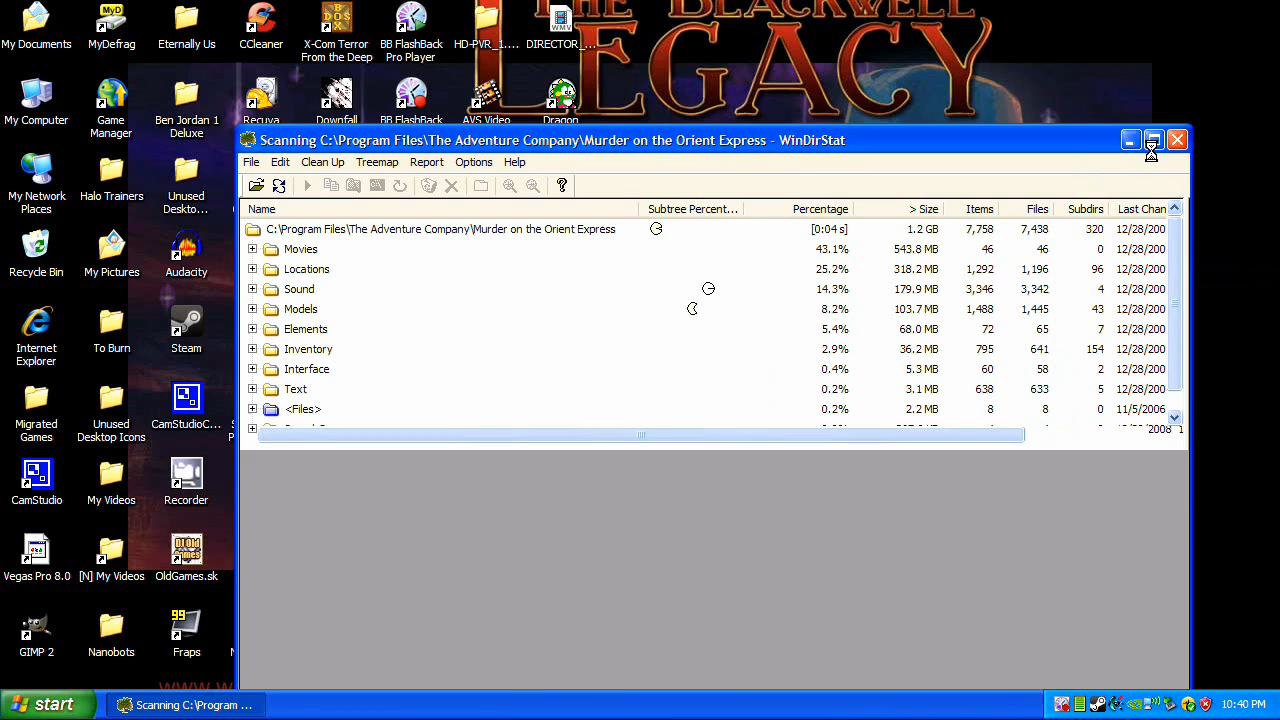 THE BLACKWELL
LEGACY
My Documents
MyDefrag
Eternally Us
CCleaner
X-Com Terror
From the Deep
BB FlashBack
Pro Player
HD-PVR_1....
DIRECTOR_...
My Computer
Game
Manager
Ben Jordan 1
Deluxe
Recuva
Downfall
BB FlashBack
AVS Video
Dragon
Scanning C:\Program Files\The Adventure Company\Murder on the Orient Express - WinDirStat
File Edit Clean Up Treemap Report Options Help
Name Subtree Percent... Percentage > Size Items Files Subdirs Last Chan
C:\Program Files\The Adventure Company\Murder on the Orient Express [0:04 s] 1.2 GB 7,758 7,438 320 12/28/200
Movies 43.1% 543.8 MB 46 46 0 12/28/200
Locations 25.2% 318.2 MB 1,292 1,196 96 12/28/200
Sound 14.3% 179.9 MB 3,346 3,342 4 12/28/200
Models 8.2% 103.7 MB 1,488 1,445 43 12/28/200
Elements 5.4% 68.0 MB 72 65 7 12/28/200
Inventory 2.9% 36.2 MB 795 641 154 12/28/200
Interface 0.4% 5.3 MB 60 58 2 12/28/200
Text 0.2% 3.1 MB 638 633 5 12/28/200
<Files> 0.2% 2.2 MB 8 8 0 11/5/2006
2008 1
My Network
Places
Halo Trainers
Unused
Deskto...
Recycle Bin
My Pictures
Audacity
Internet
Explorer
To Burn
Steam
Migrated
Games
Unused
Desktop Icons
CamStudioC...
CamStudio
My Videos
Recorder
Vegas Pro 8.0
[N] My Videos
DJ Old
Games
OldGames.sk
GIMP 2
Nanobots
99
Fraps
www.w
start
Scanning C:\Program ...
10:40 PM